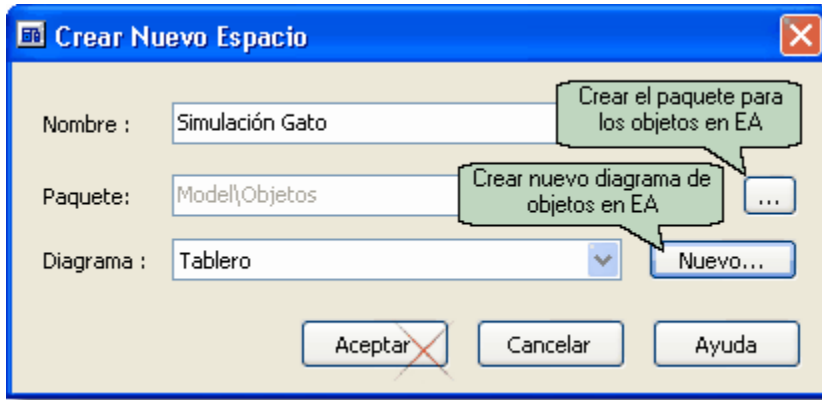 Crear Nuevo Espacio
Nombre :
Simulación Gato
Crear el paquete para
los objetos en EA
Paquete:
Model\Objetos
Crear nuevo diagrama de
objetos en EA
...
Diagrama :
Tablero
Nuevo...
Aceptar
Cancelar
Ayuda